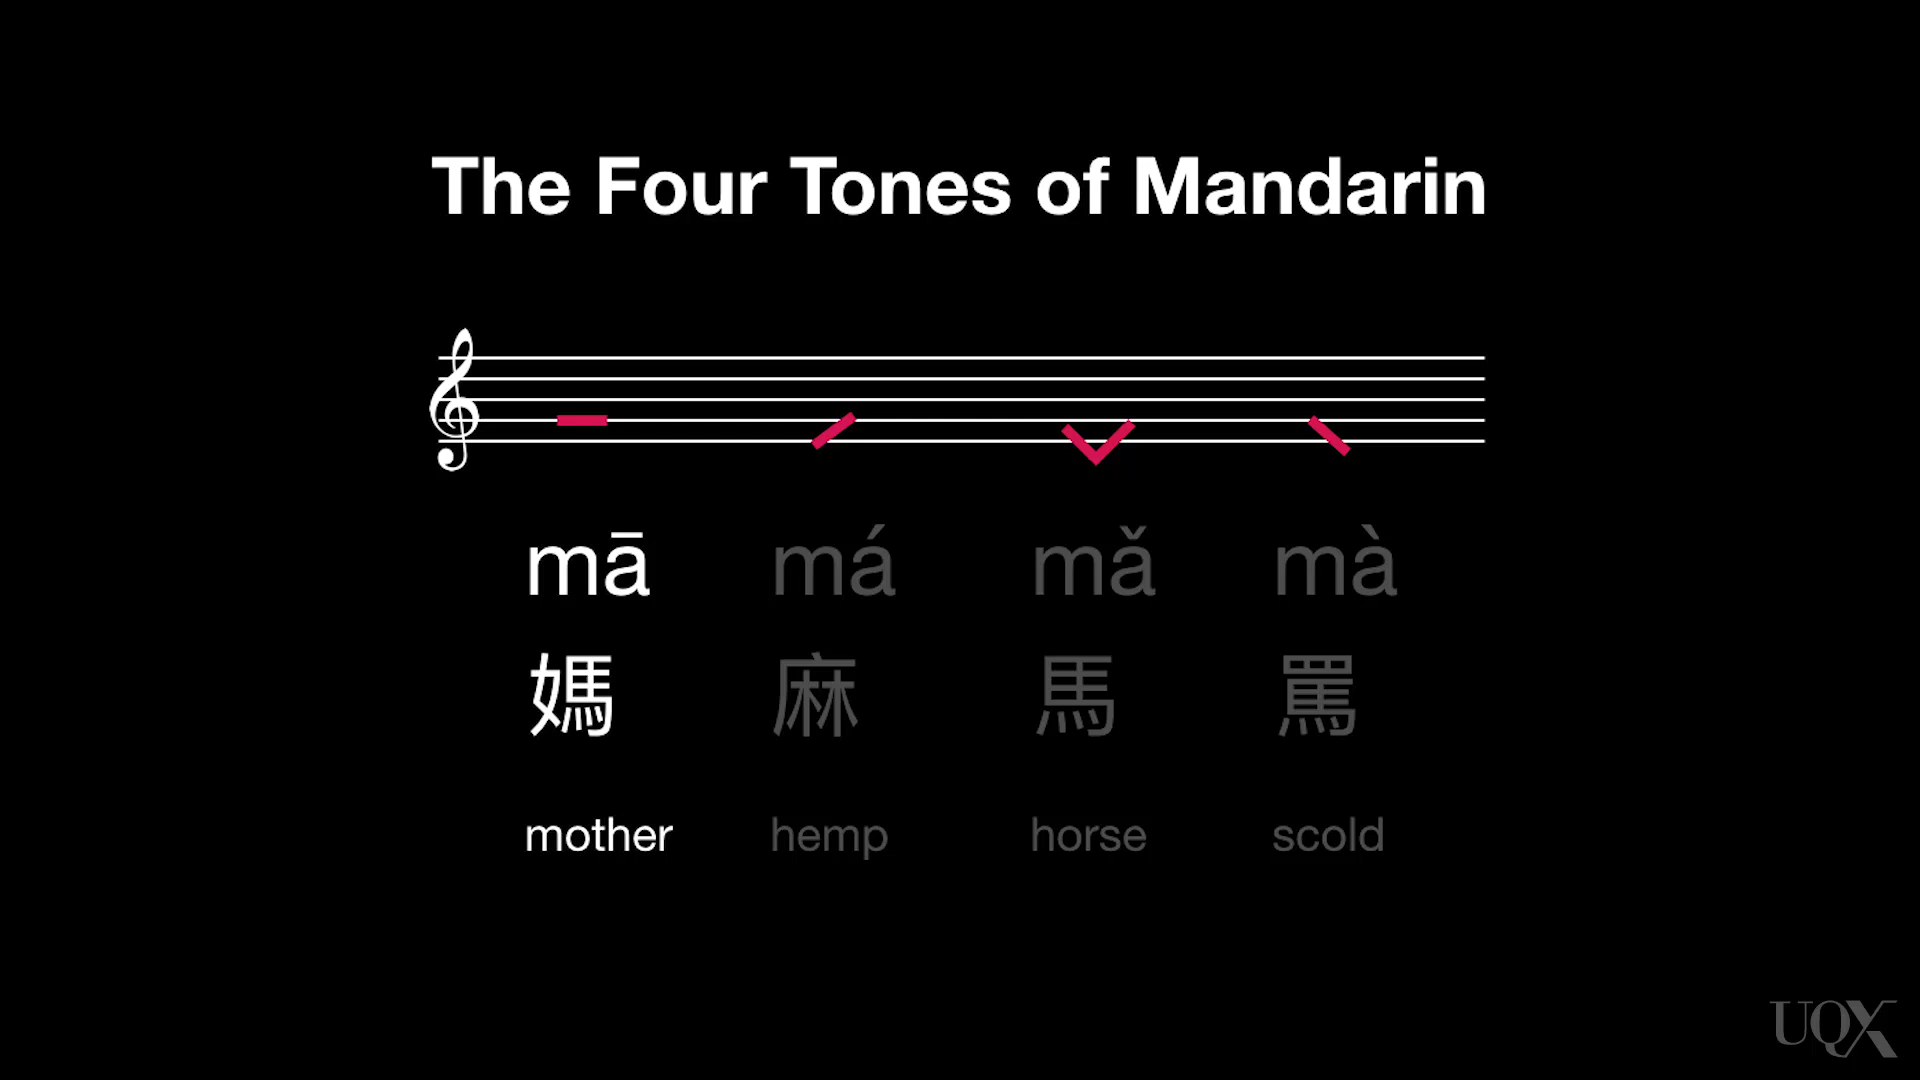 The Four Tones of Mandarin
mā má mǎ mà
媽 麻 馬 罵
mother hemp horse scold
UQX